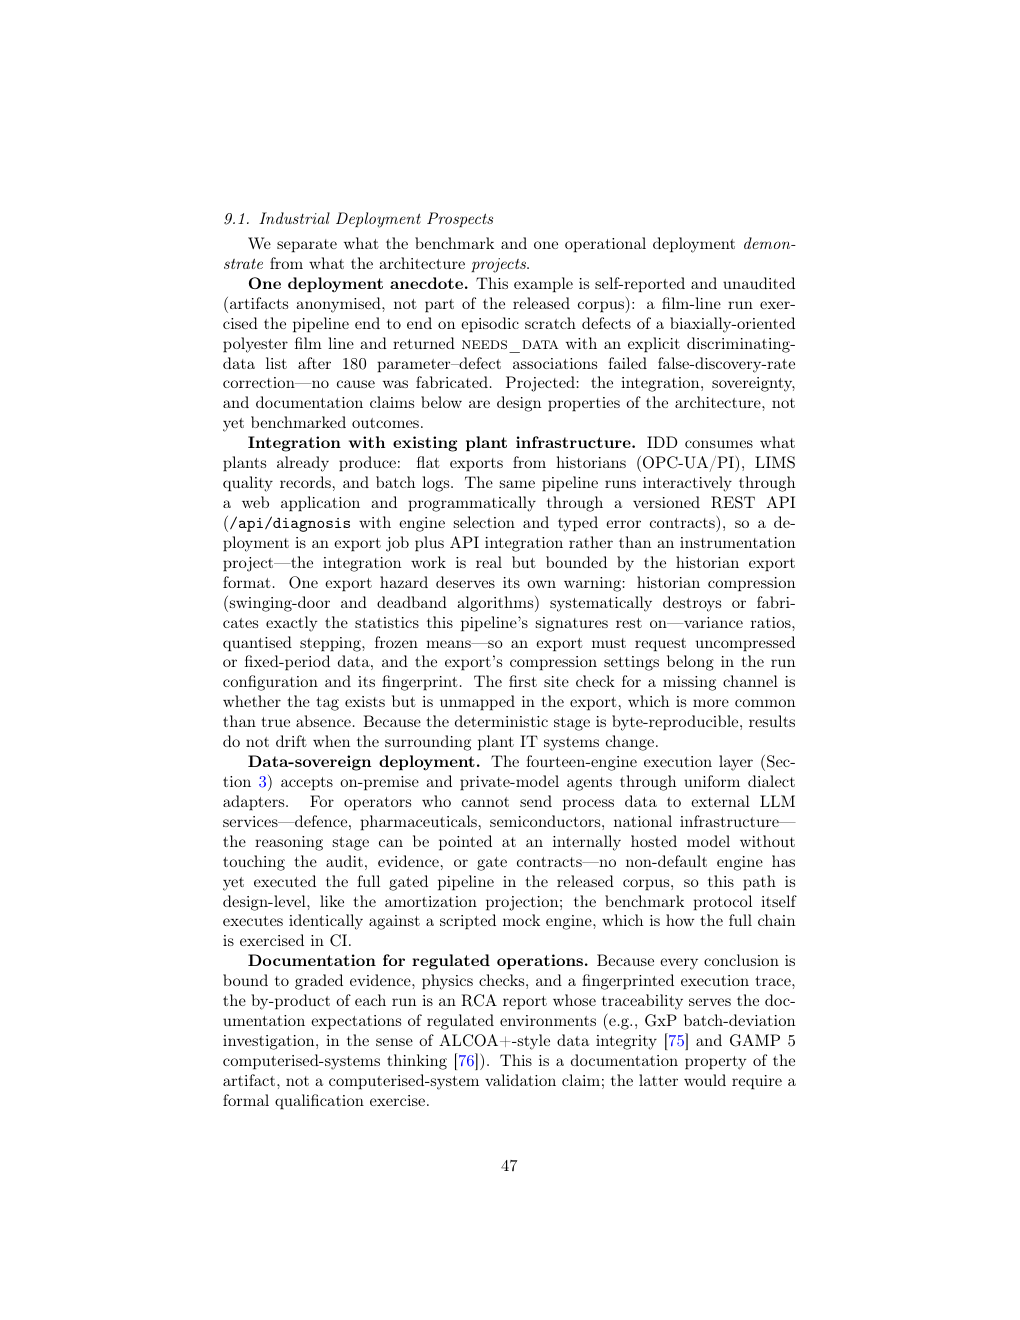 9.1. Industrial Deployment Prospects
We separate what the benchmark and one operational deployment demon-
strate from what the architecture projects.
One deployment anecdote. This example is self-reported and unaudited
(artifacts anonymised, not part of the released corpus): a film-line run exer-
cised the pipeline end to end on episodic scratch defects of a biaxially-oriented
polyester film line and returned NEEDS_DATA with an explicit discriminating-
data list after 180 parameter–defect associations failed false-discovery-rate
correction—no cause was fabricated. Projected: the integration, sovereignty,
and documentation claims below are design properties of the architecture, not
yet benchmarked outcomes.
Integration with existing plant infrastructure. IDD consumes what
plants already produce: flat exports from historians (OPC-UA/PI), LIMS
quality records, and batch logs. The same pipeline runs interactively through
a web application and programmatically through a versioned REST API
(/api/diagnosis with engine selection and typed error contracts), so a de-
ployment is an export job plus API integration rather than an instrumentation
project—the integration work is real but bounded by the historian export
format. One export hazard deserves its own warning: historian compression
(swinging-door and deadband algorithms) systematically destroys or fabri-
cates exactly the statistics this pipeline's signatures rest on—variance ratios,
quantised stepping, frozen means—so an export must request uncompressed
or fixed-period data, and the export's compression settings belong in the run
configuration and its fingerprint. The first site check for a missing channel is
whether the tag exists but is unmapped in the export, which is more common
than true absence. Because the deterministic stage is byte-reproducible, results
do not drift when the surrounding plant IT systems change.
Data-sovereign deployment. The fourteen-engine execution layer (Sec-
tion 3) accepts on-premise and private-model agents through uniform dialect
adapters. For operators who cannot send process data to external LLM
services—defence, pharmaceuticals, semiconductors, national infrastructure—
the reasoning stage can be pointed at an internally hosted model without
touching the audit, evidence, or gate contracts—no non-default engine has
yet executed the full gated pipeline in the released corpus, so this path is
design-level, like the amortization projection; the benchmark protocol itself
executes identically against a scripted mock engine, which is how the full chain
is exercised in CI.
Documentation for regulated operations. Because every conclusion is
bound to graded evidence, physics checks, and a fingerprinted execution trace,
the by-product of each run is an RCA report whose traceability serves the doc-
umentation expectations of regulated environments (e.g., GxP batch-deviation
investigation, in the sense of ALCOA+-style data integrity [75] and GAMP 5
computerised-systems thinking [76]). This is a documentation property of the
artifact, not a computerised-system validation claim; the latter would require a
formal qualification exercise.
47